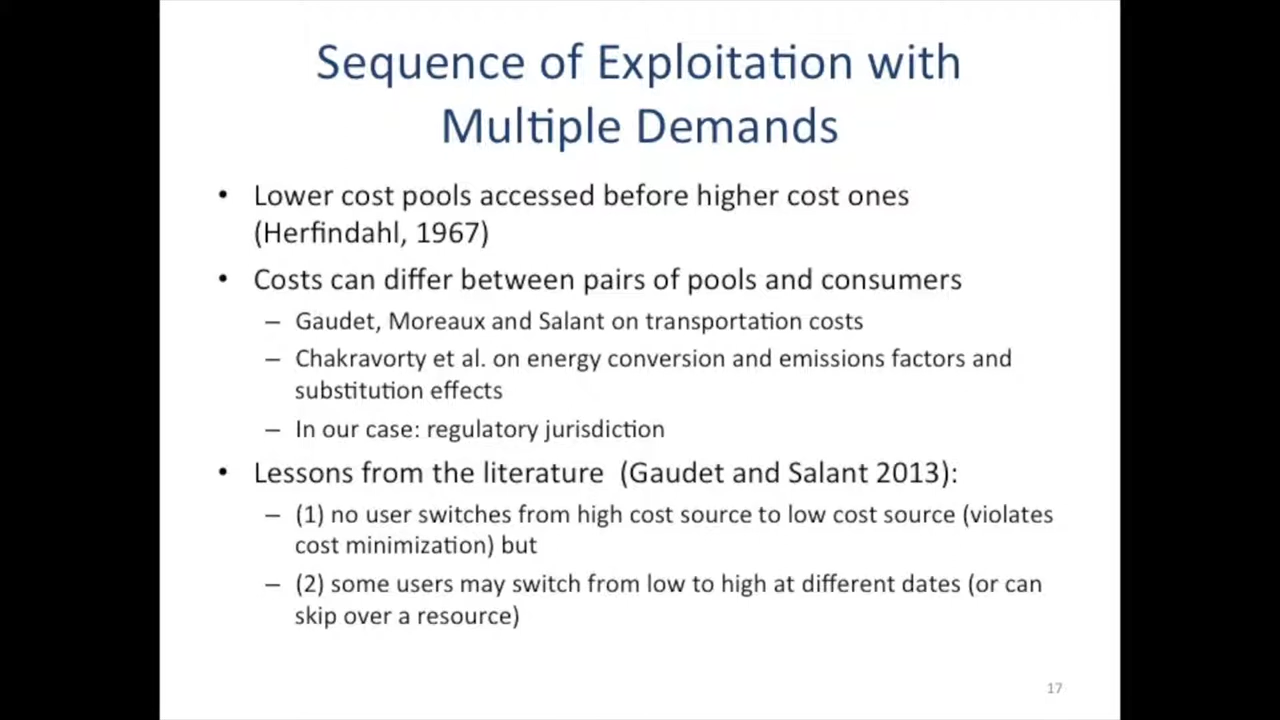 Sequence of Exploitation with
Multiple Demands
• Lower cost pools accessed before higher cost ones
(Herfindahl, 1967)
• Costs can differ between pairs of pools and consumers
– Gaudet, Moreaux and Salant on transportation costs
– Chakravorty et al. on energy conversion and emissions factors and
substitution effects
– In our case: regulatory jurisdiction
• Lessons from the literature (Gaudet and Salant 2013):
– (1) no user switches from high cost source to low cost source (violates
cost minimization) but
– (2) some users may switch from low to high at different dates (or can
skip over a resource)
17